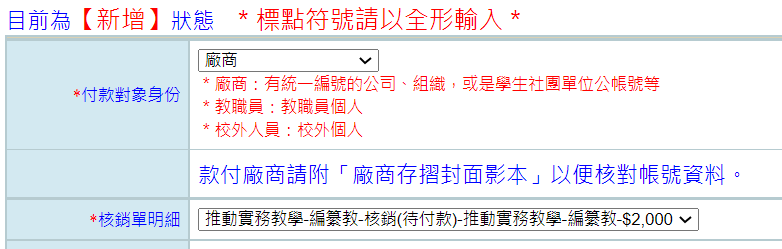 目前為【新增】狀態 *標點符號請以全形輸入*
*付款對象身份
廠商
*廠商：有統一編號的公司、組織，或是學生社團單位公帳號等
*教職員：教職員個人
*校外人員：校外個人
款付廠商請附「廠商存摺封面影本」以便核對帳號資料。
*核銷單明細
推動實務教學-編纂教-核銷(待付款)-推動實務教學-編纂教-$2,000